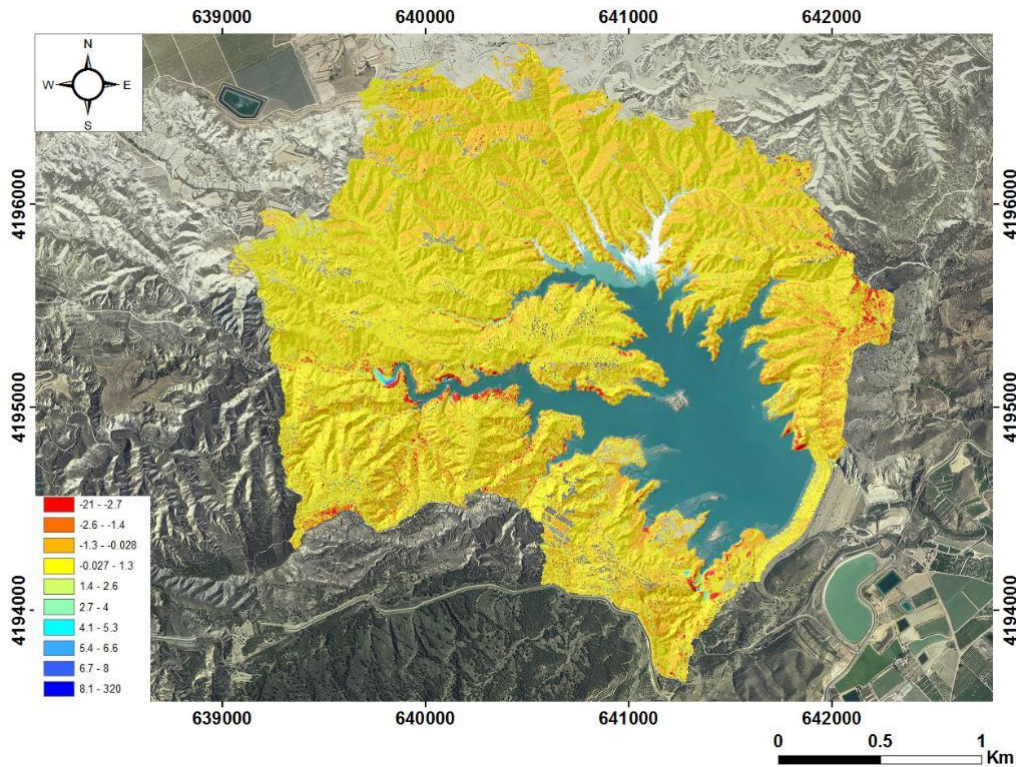 639000 640000 641000 642000
N
W E
S
4196000 4196000
4195000 4195000
4194000 4194000
-21 - -2.7
-2.6 - -1.4
-1.3 - -0.028
-0.027 - 1.3
1.4 - 2.6
2.7 - 4
4.1 - 5.3
5.4 - 6.6
6.7 - 8
8.1 - 320
639000 640000 641000 642000
0 0.5 1
Km